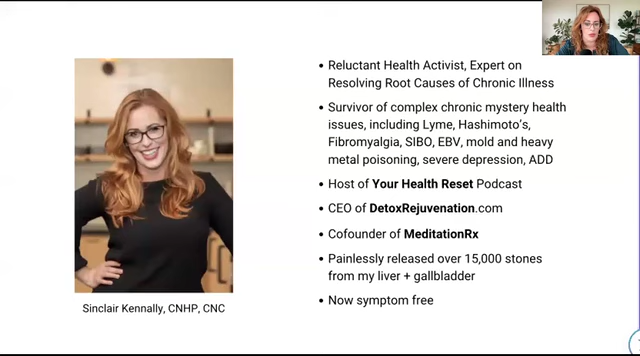 • Reluctant Health Activist, Expert on
Resolving Root Causes of Chronic Illness
• Survivor of complex chronic mystery health
issues, including Lyme, Hashimoto's,
Fibromyalgia, SIBO, EBV, mold and heavy
metal poisoning, severe depression, ADD
• Host of Your Health Reset Podcast
• CEO of DetoxRejuvenation.com
• Cofounder of MeditationRx
• Painlessly released over 15,000 stones
from my liver + gallbladder
• Now symptom free
Sinclair Kennally, CNHP, CNC